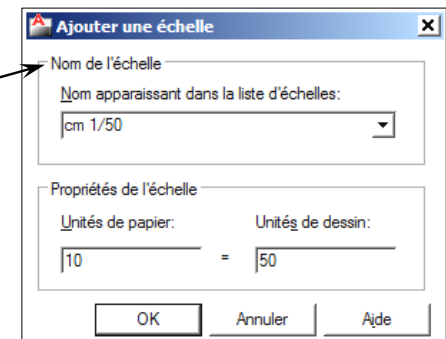 Ajouter une échelle
Nom de l'échelle
Nom apparaissant dans la liste d'échelles:
cm 1/50
Propriétés de l'échelle
Unités de papier: Unités de dessin:
10 = 50
OK Annuler Aide